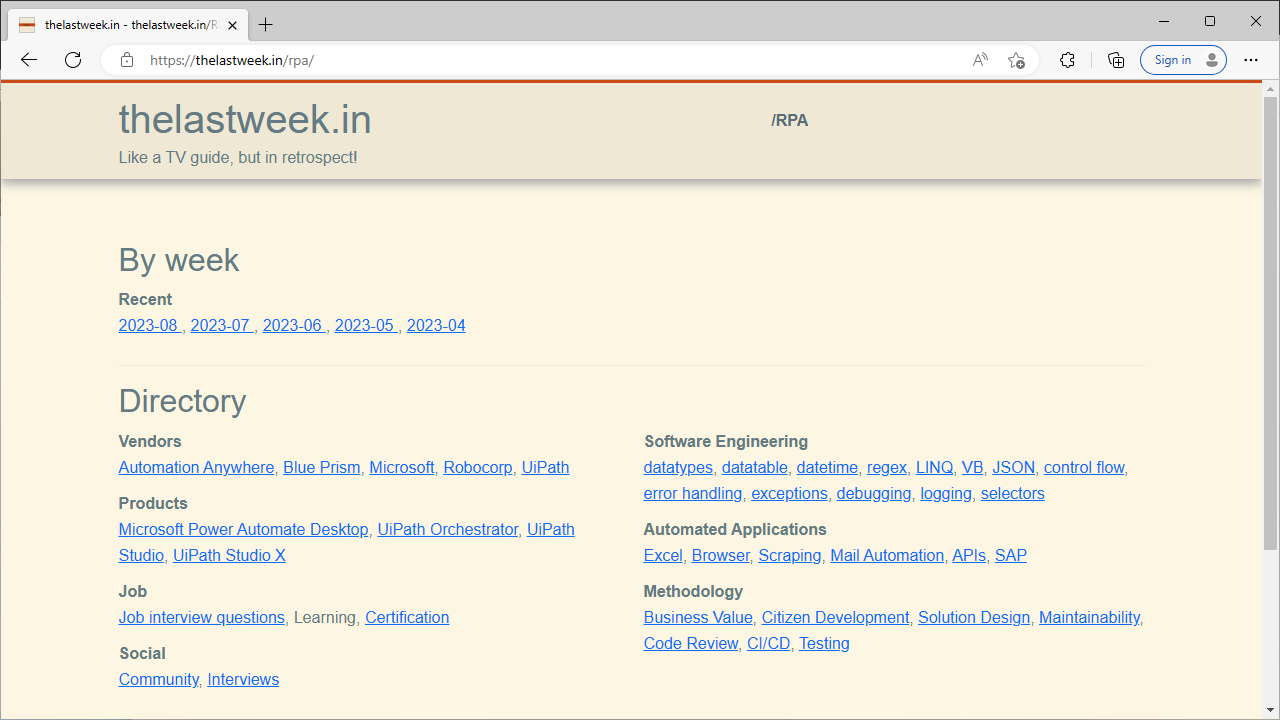 thelastweek.in - thelastweek.in/R
https://thelastweek.in/rpa/
Sign in
thelastweek.in
/RPA
Like a TV guide, but in retrospect!
By week
Recent
2023-08 , 2023-07 , 2023-06 , 2023-05 , 2023-04
Directory
Vendors
Automation Anywhere, Blue Prism, Microsoft, Robocorp, UiPath
Products
Microsoft Power Automate Desktop, UiPath Orchestrator, UiPath
Studio, UiPath Studio X
Job
Job interview questions, Learning, Certification
Social
Community, Interviews
Software Engineering
datatypes, datatable, datetime, regex, LINQ, VB, JSON, control flow,
error handling, exceptions, debugging, logging, selectors
Automated Applications
Excel, Browser, Scraping, Mail Automation, APIs, SAP
Methodology
Business Value, Citizen Development, Solution Design, Maintainability,
Code Review, CI/CD, Testing